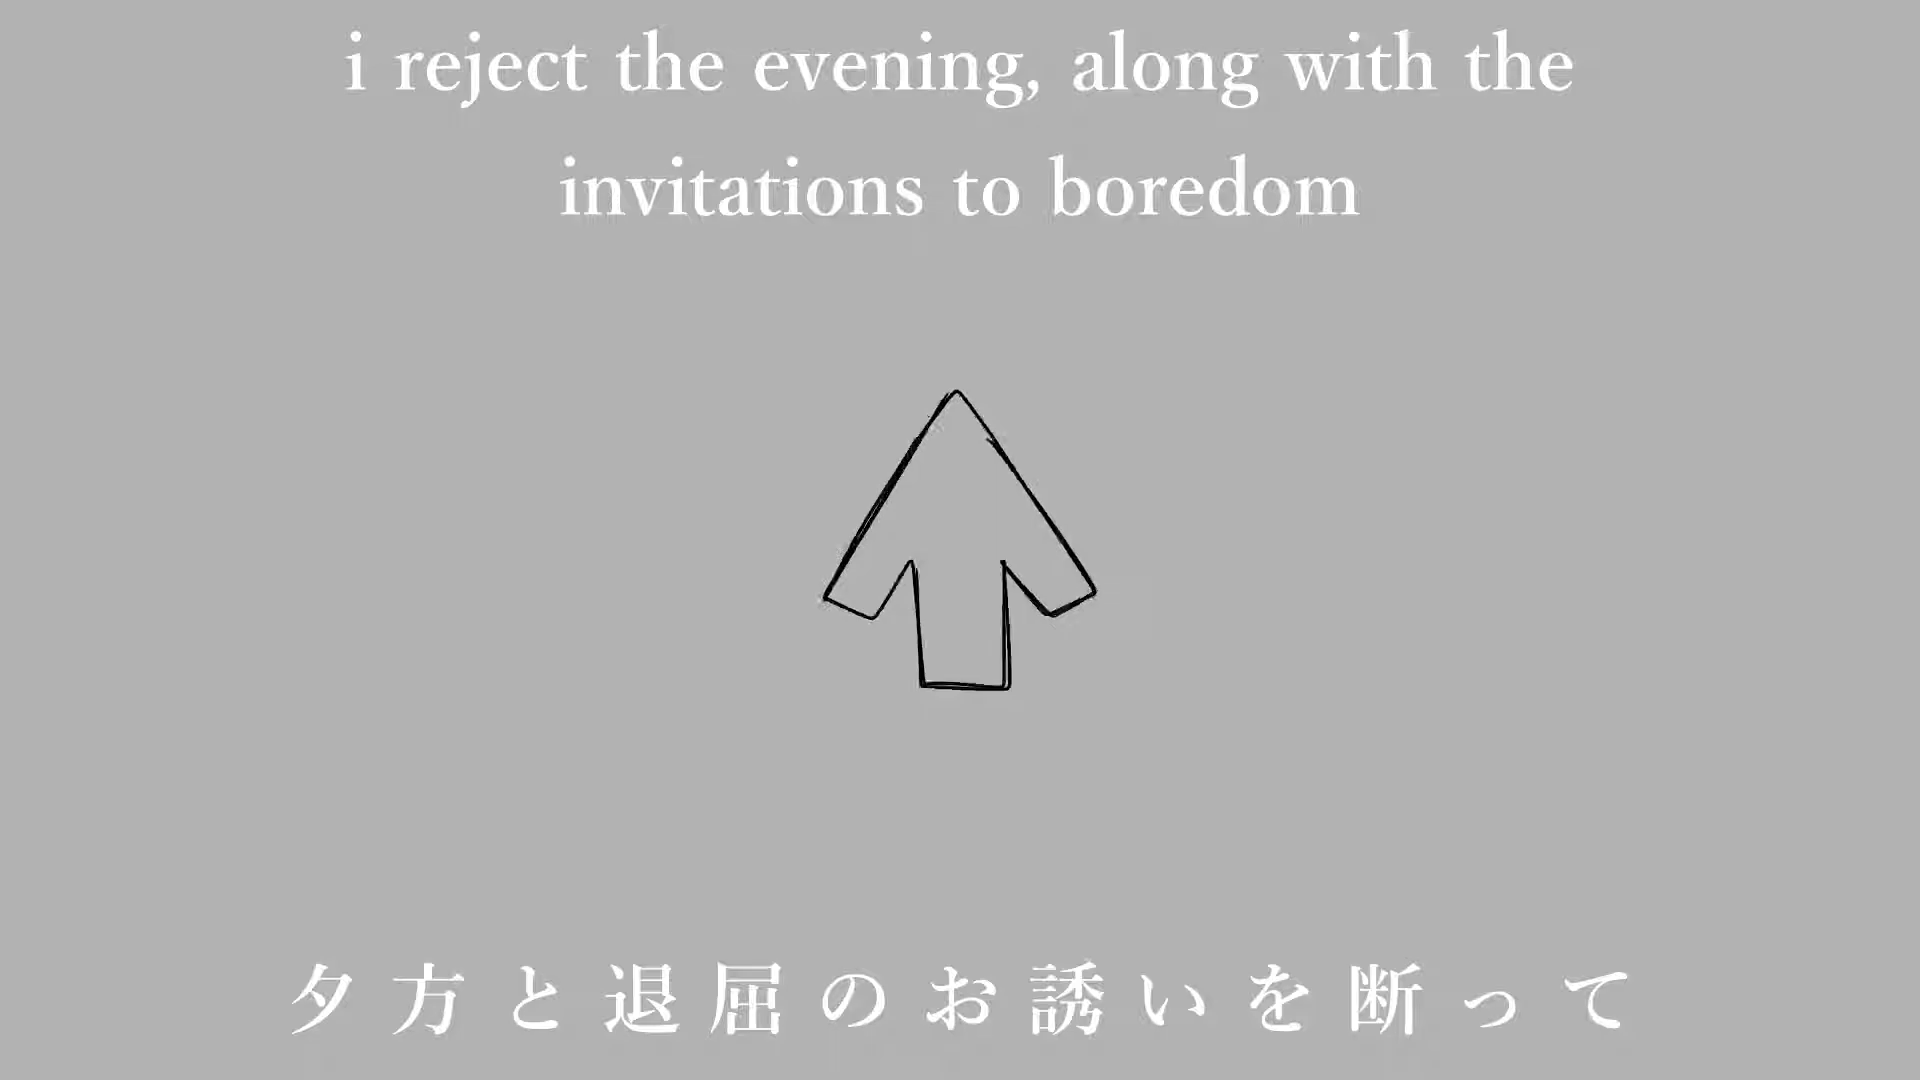 i reject the evening, along with the
invitations to boredom
夕方と退屈のお誘いを断って